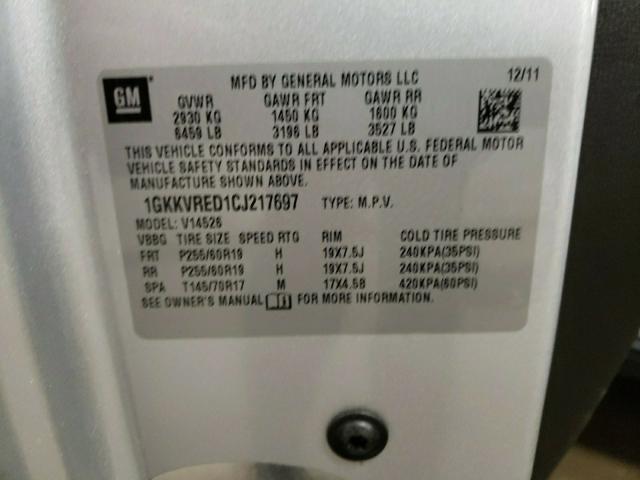 GM
MFD BY GENERAL MOTORS LLC 12/11
GVWR GAWR FRT GAWR RR
2930 KG 1450 KG 1600 KG
6459 LB 3196 LB 3527 LB
THIS VEHICLE CONFORMS TO ALL APPLICABLE U.S. FEDERAL MOTOR
VEHICLE SAFETY STANDARDS IN EFFECT ON THE DATE OF
MANUFACTURE SHOWN ABOVE.
1GKKVRED1CJ217697 TYPE: M.P.V.
MODEL: V14526
VBBG TIRE SIZE SPEED RTG RIM COLD TIRE PRESSURE
FRT P255/60R19 H 19X7.5J 240KPA(35PSI)
RR P255/60R19 H 19X7.5J 240KPA(35PSI)
SPA T145/70R17 M 17X4.5B 420KPA(60PSI)
SEE OWNER'S MANUAL FOR MORE INFORMATION.